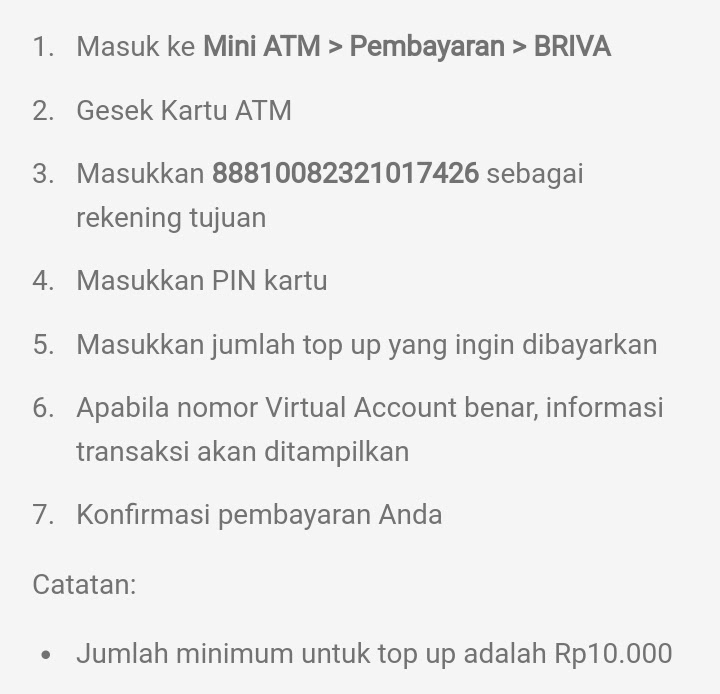 1. Masuk ke Mini ATM > Pembayaran > BRIVA
2. Gesek Kartu ATM
3. Masukkan 88810082321017426 sebagai
rekening tujuan
4. Masukkan PIN kartu
5. Masukkan jumlah top up yang ingin dibayarkan
6. Apabila nomor Virtual Account benar, informasi
transaksi akan ditampilkan
7. Konfirmasi pembayaran Anda
Catatan:
• Jumlah minimum untuk top up adalah Rp10.000